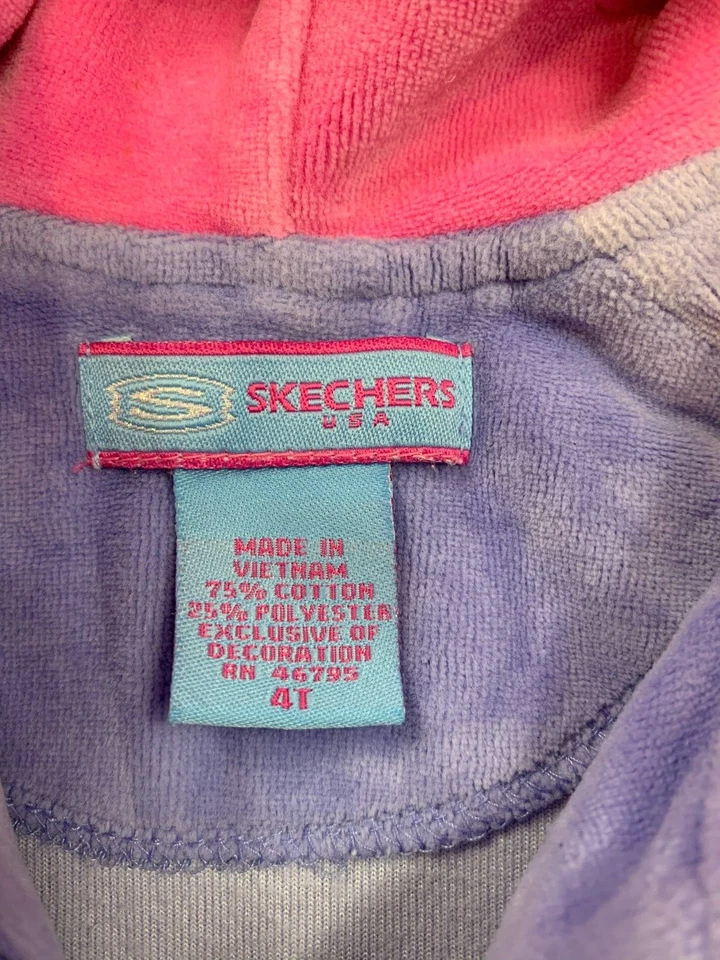 S SKECHERS
USA
MADE IN
VIETNAM
75% COTTON
25% POLYESTER
EXCLUSIVE OF
DECORATION
RN 46795
4T